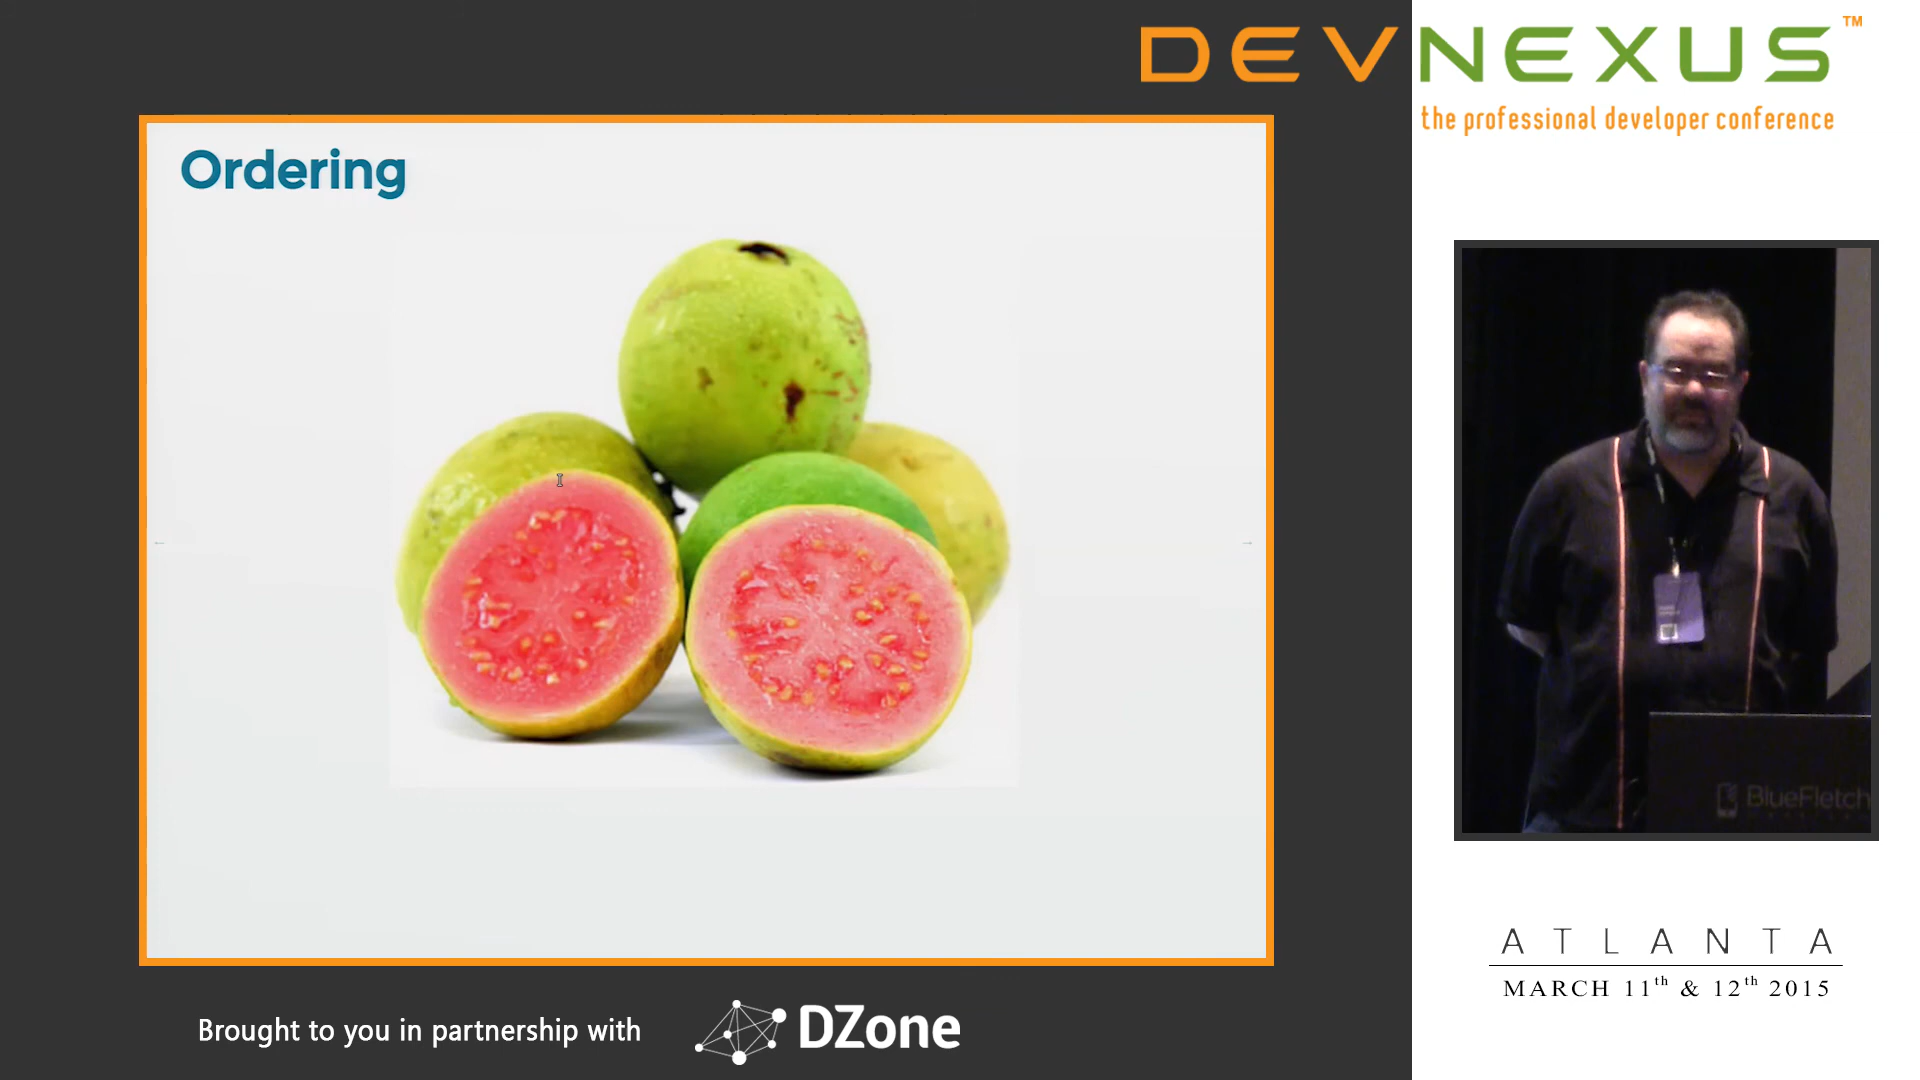 DEVNEXUS™
the professional developer conference
Ordering
BlueFletch
ATLANTA
MARCH 11th & 12th 2015
Brought to you in partnership with
DZone